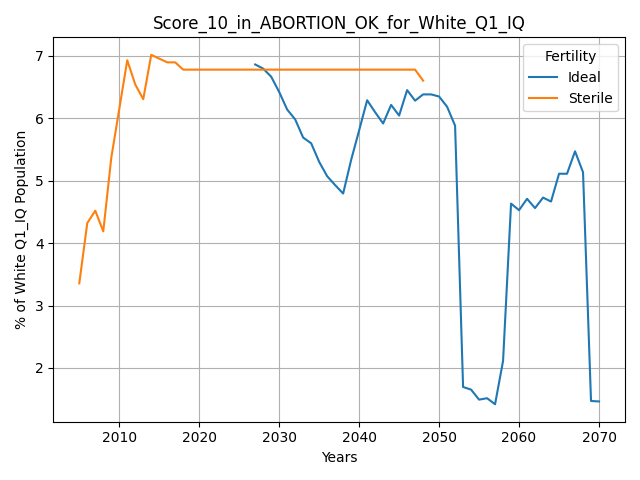 Score_10_in_ABORTION_OK_for_White_Q1_IQ
Fertility
Ideal
Sterile
% of White Q1_IQ Population
7
6
5
4
3
2
2010 2020 2030 2040 2050 2060 2070
Years